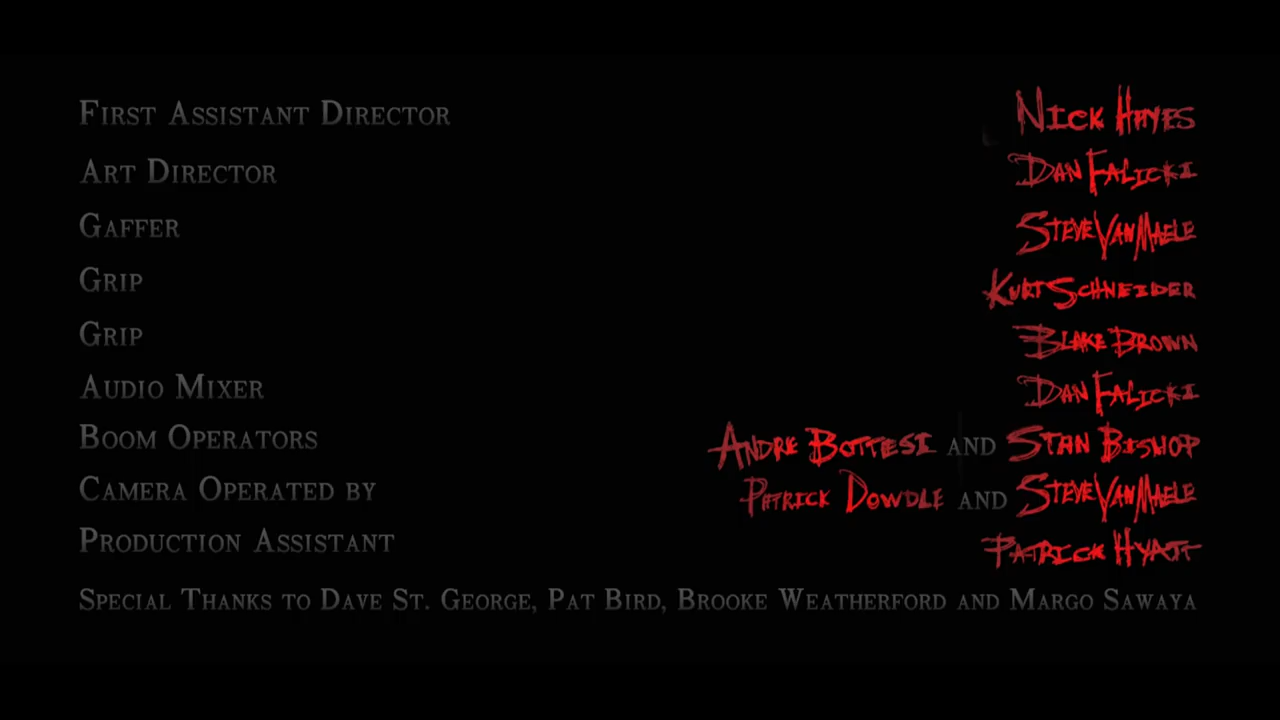 First Assistant Director Nick Hayes
Art Director Dan Falicki
Gaffer Steve Van Maele
Grip Kurt Schneider
Grip Blake Brown
Audio Mixer Dan Falicki
Boom Operators Andre Bottesi and Stan Bishop
Camera Operated by Patrick Dowdle and Steve Van Maele
Production Assistant Patrick Hyatt
Special Thanks to Dave St. George, Pat Bird, Brooke Weatherford and Margo Sawaya